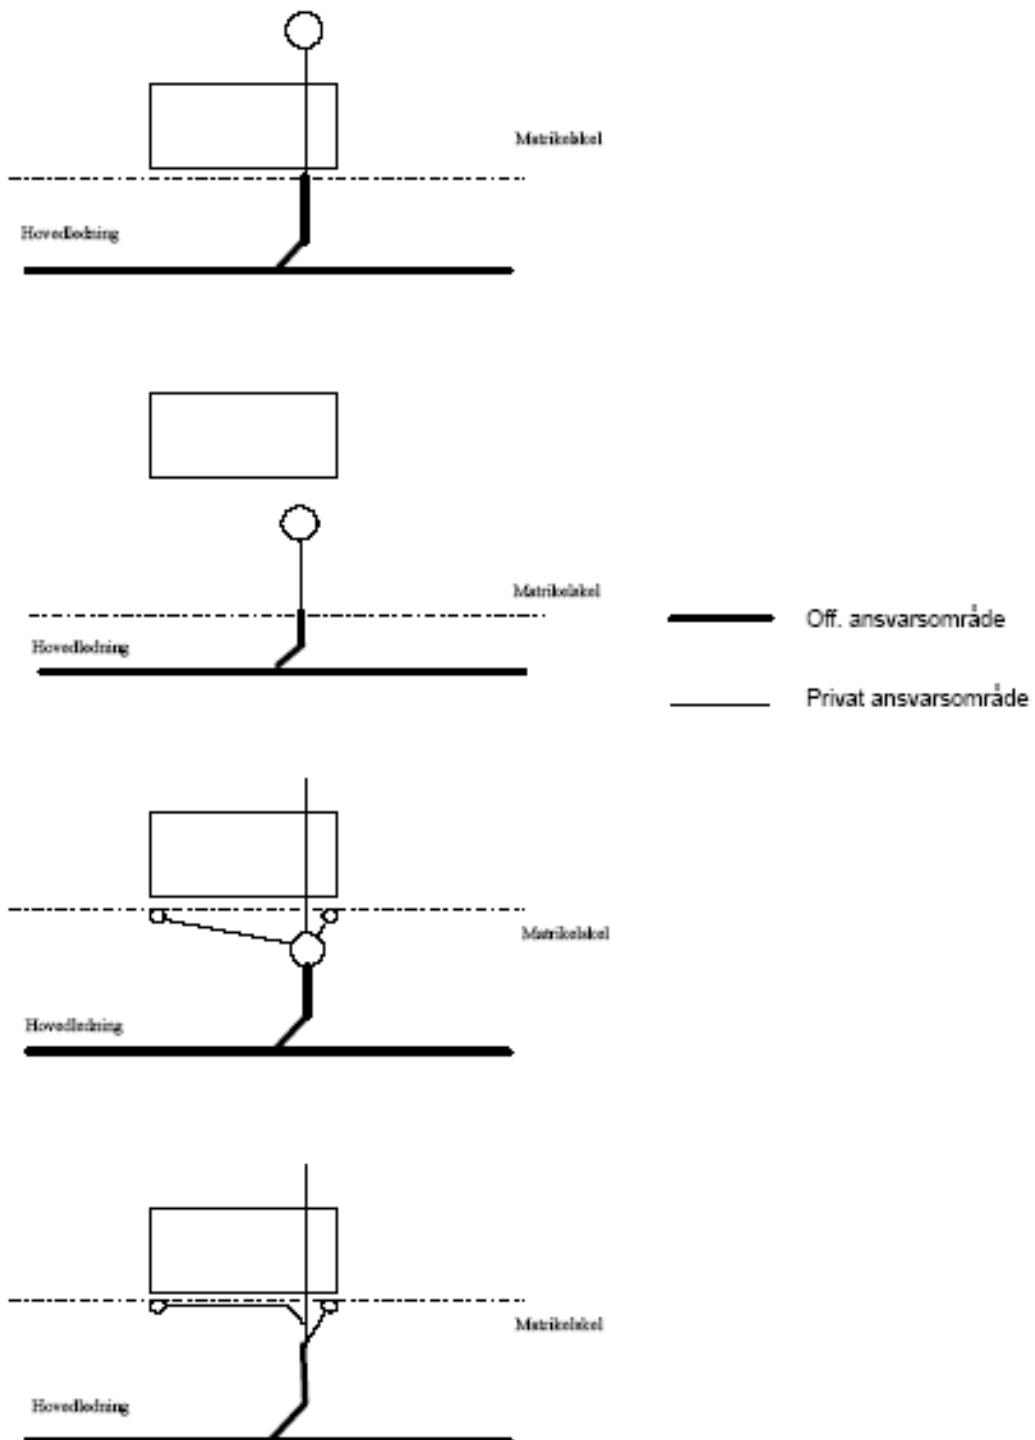 Matrikelskel
Hovedledning
Matrikelskel
Hovedledning
Off. ansvarsområde
Privat ansvarsområde
Matrikelskel
Hovedledning
Matrikelskel
Hovedledning